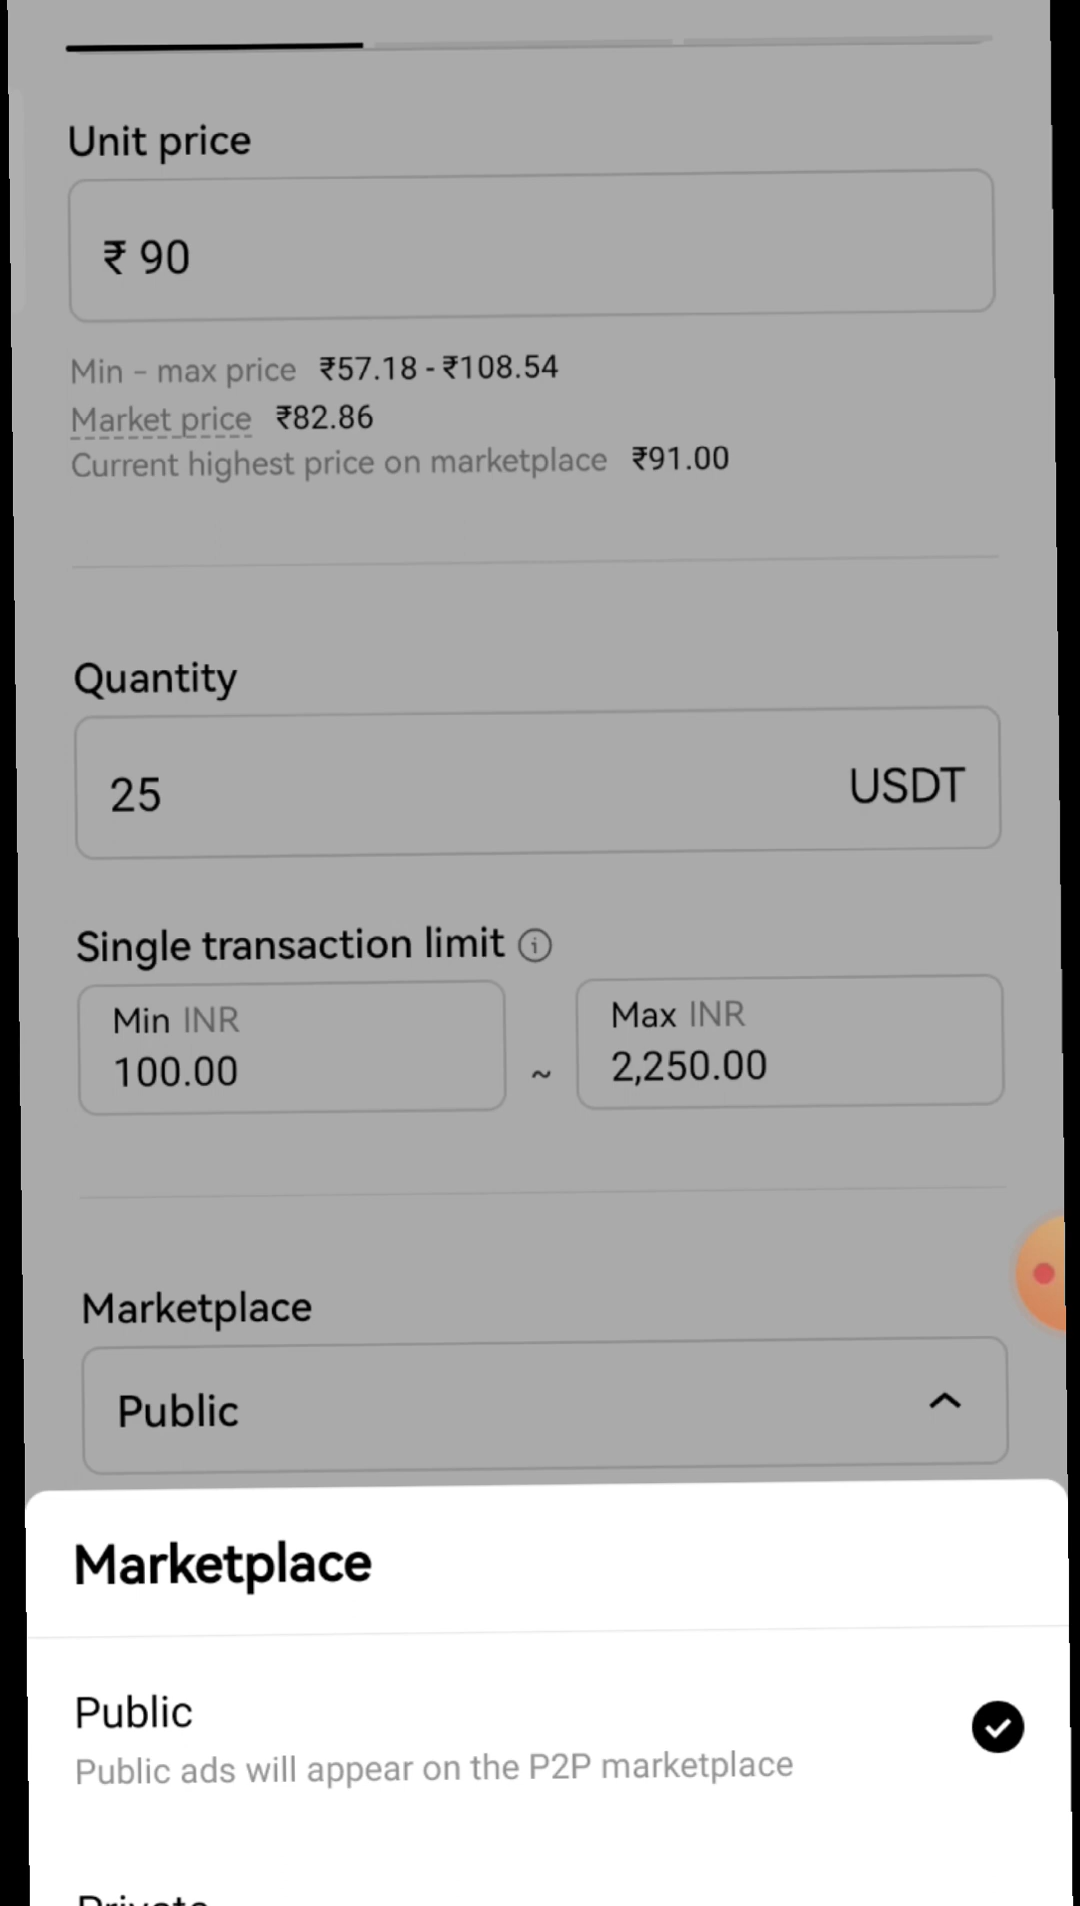 Unit price
₹ 90
Min - max price ₹57.18 - ₹108.54
Market price ₹82.86
Current highest price on marketplace ₹91.00
Quantity
25 USDT
Single transaction limit
Min INR Max INR
100.00 ~ 2,250.00
Marketplace
Public
Marketplace
Public
Public ads will appear on the P2P marketplace
Private